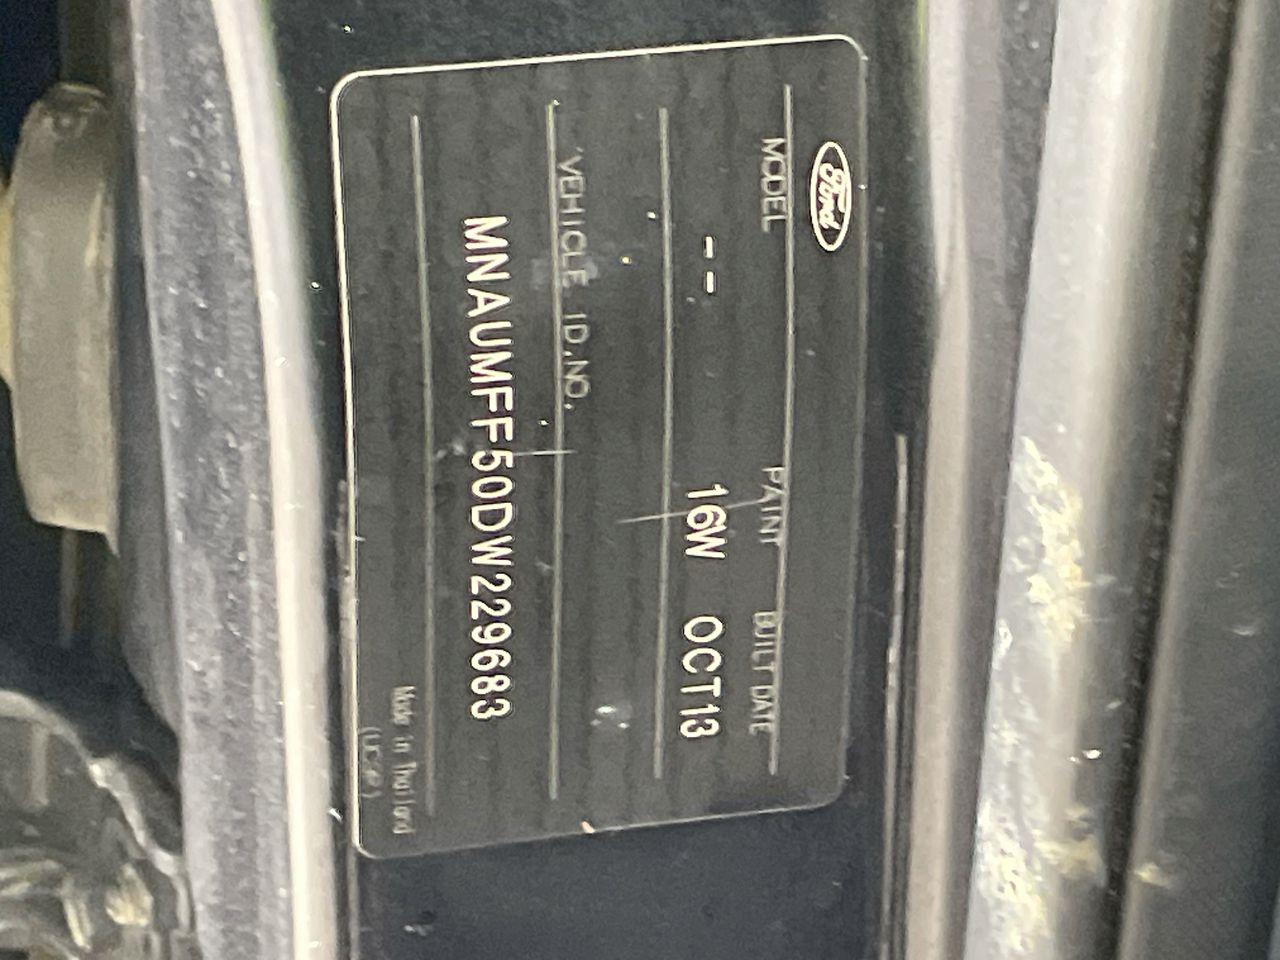 Ford
MODEL PAINT BUILT DATE
-- 16W OCT13
VEHICLE ID.NO.
MNAUMFF50DW229683
Made in Thailand